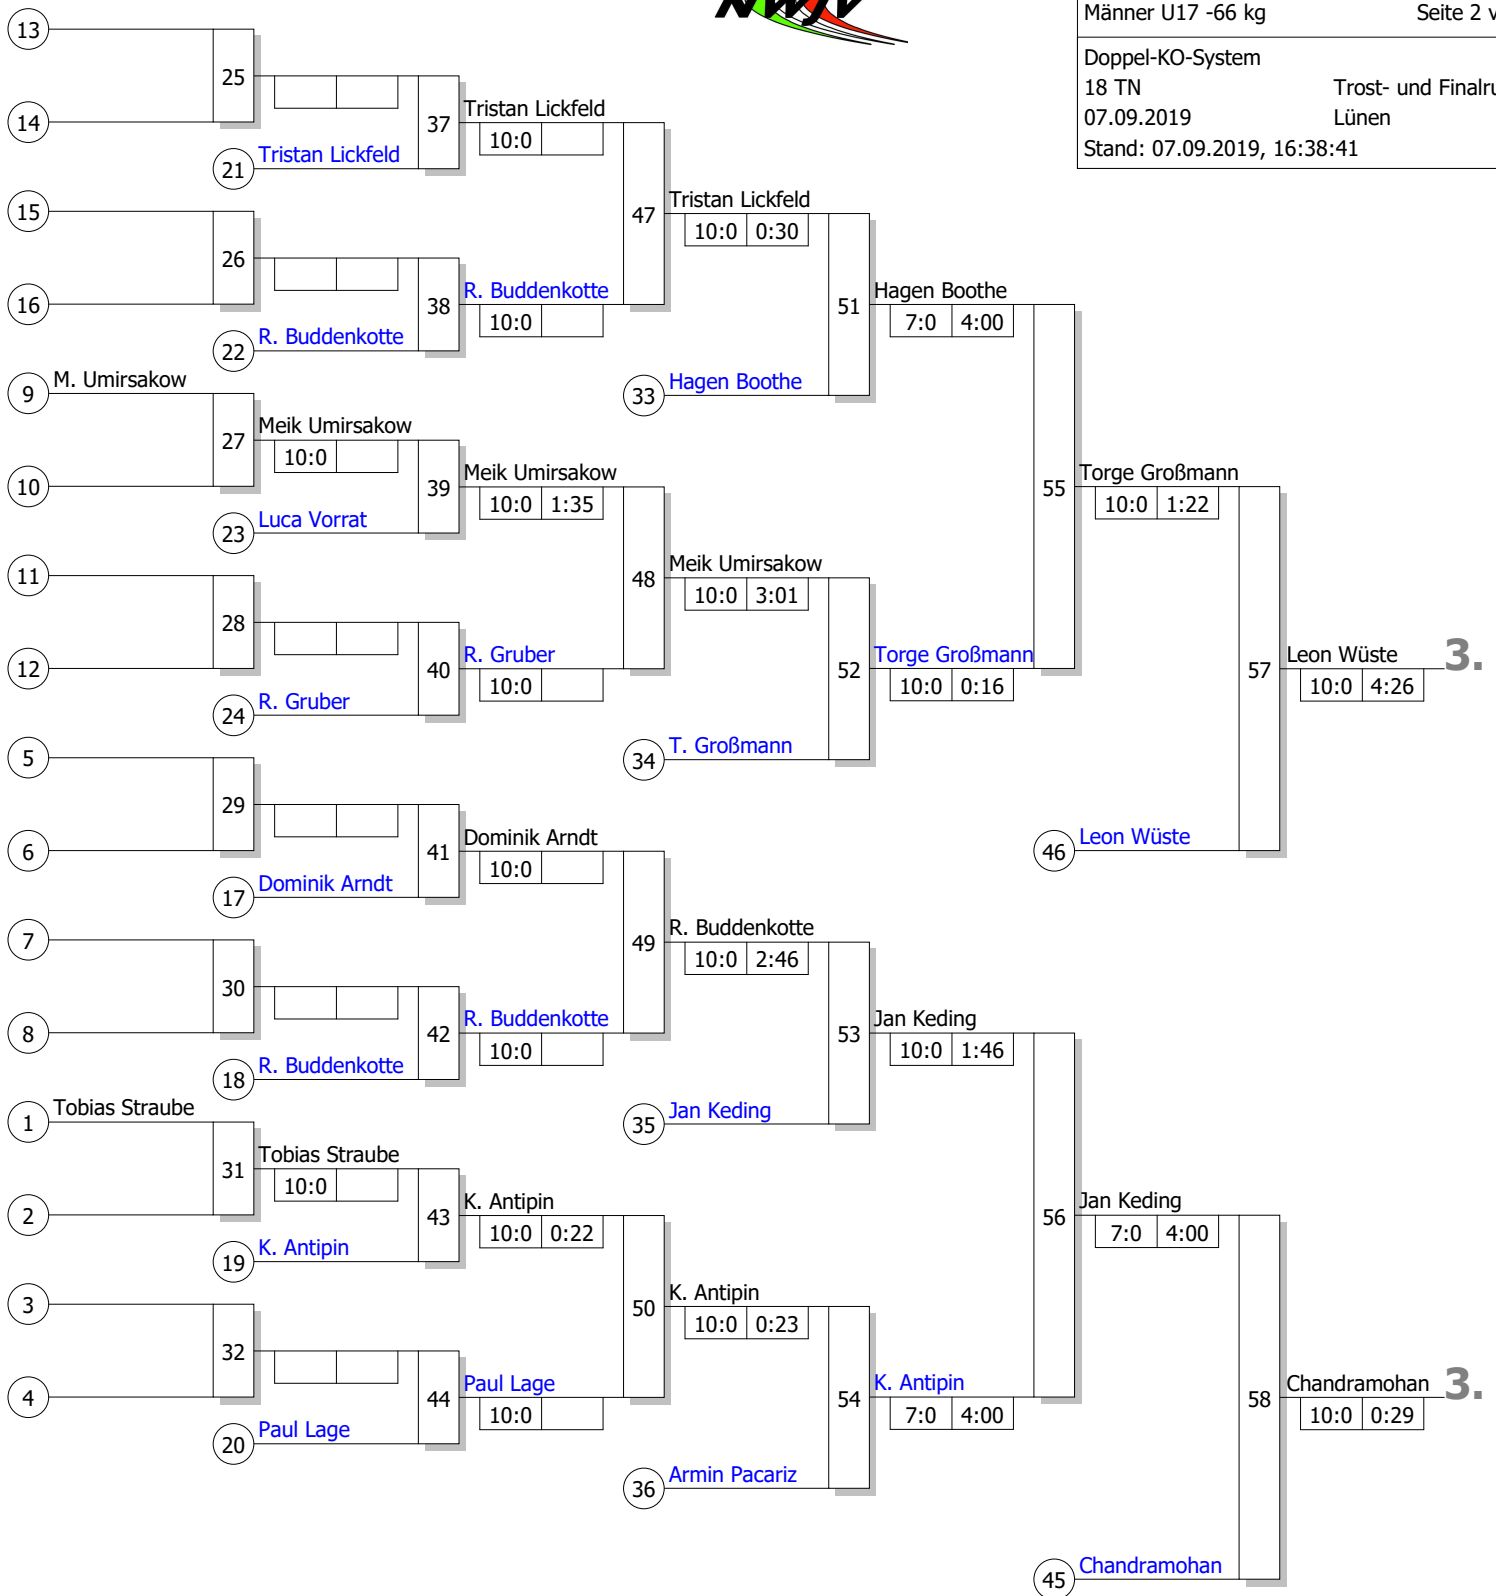 NWJV
Männer U17 -66 kg Seite 2 v
Doppel-KO-System
18 TN Trost- und Finalru
07.09.2019 Lünen
Stand: 07.09.2019, 16:38:41
13
25
14
37
Tristan Lickfeld
10:0
21
Tristan Lickfeld
15
47
Tristan Lickfeld
10:0 0:30
26
16
38
R. Buddenkotte
10:0
22
R. Buddenkotte
51
Hagen Boothe
7:0 4:00
33
Hagen Boothe
9
M. Umirsakow
27
Meik Umirsakow
10:0
10
39
Meik Umirsakow
10:0 1:35
23
Luca Vorrat
55
Torge Großmann
10:0 1:22
11
48
Meik Umirsakow
10:0 3:01
28
12
40
R. Gruber
10:0
24
R. Gruber
52
Torge Großmann
10:0 0:16
34
T. Großmann
57
Leon Wüste
10:0 4:26
3.
5
29
6
41
Dominik Arndt
10:0
17
Dominik Arndt
46
Leon Wüste
7
49
R. Buddenkotte
10:0 2:46
30
8
42
R. Buddenkotte
10:0
18
R. Buddenkotte
53
Jan Keding
10:0 1:46
35
Jan Keding
1
Tobias Straube
31
Tobias Straube
10:0
2
43
K. Antipin
10:0 0:22
19
K. Antipin
56
Jan Keding
7:0 4:00
3
50
K. Antipin
10:0 0:23
32
4
44
Paul Lage
10:0
20
Paul Lage
54
K. Antipin
7:0 4:00
36
Armin Pacariz
58
Chandramohan
10:0 0:29
3.
45
Chandramohan